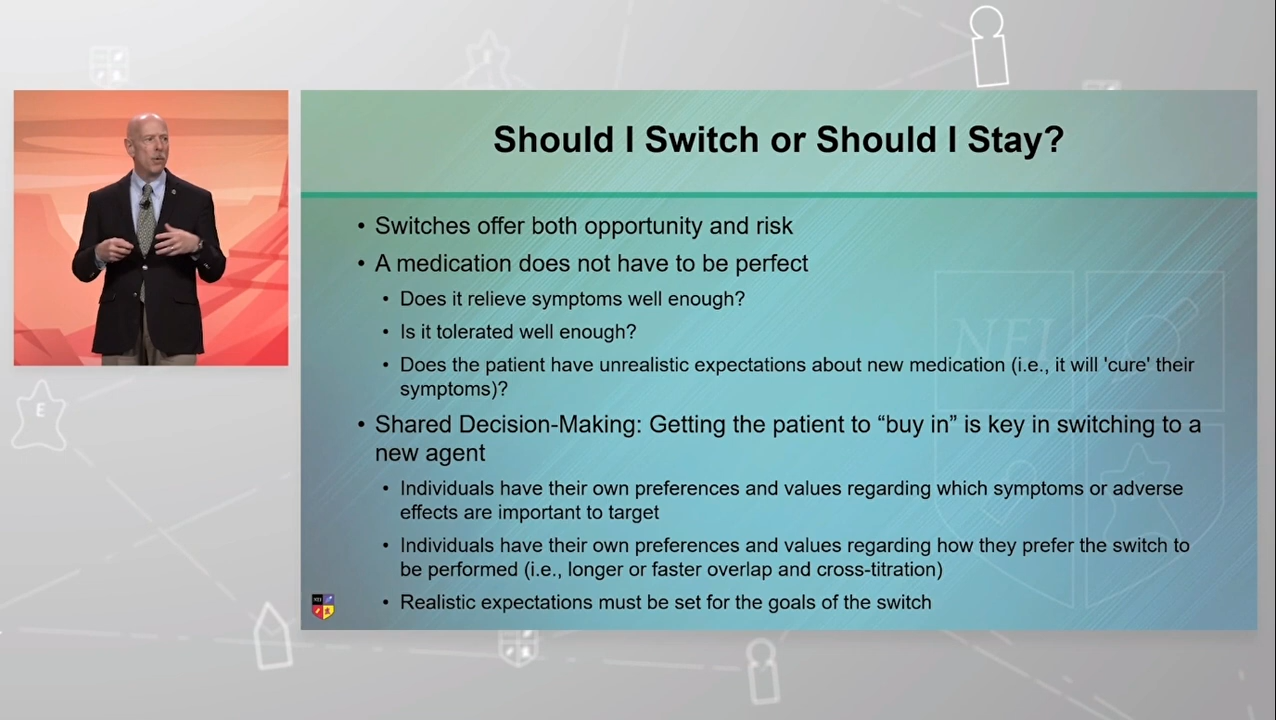 Should I Switch or Should I Stay?
• Switches offer both opportunity and risk
• A medication does not have to be perfect
• Does it relieve symptoms well enough?
• Is it tolerated well enough?
• Does the patient have unrealistic expectations about new medication (i.e., it will 'cure' their
symptoms)?
• Shared Decision-Making: Getting the patient to “buy in” is key in switching to a
new agent
• Individuals have their own preferences and values regarding which symptoms or adverse
effects are important to target
• Individuals have their own preferences and values regarding how they prefer the switch to
be performed (i.e., longer or faster overlap and cross-titration)
• Realistic expectations must be set for the goals of the switch
NEI
NEI
E